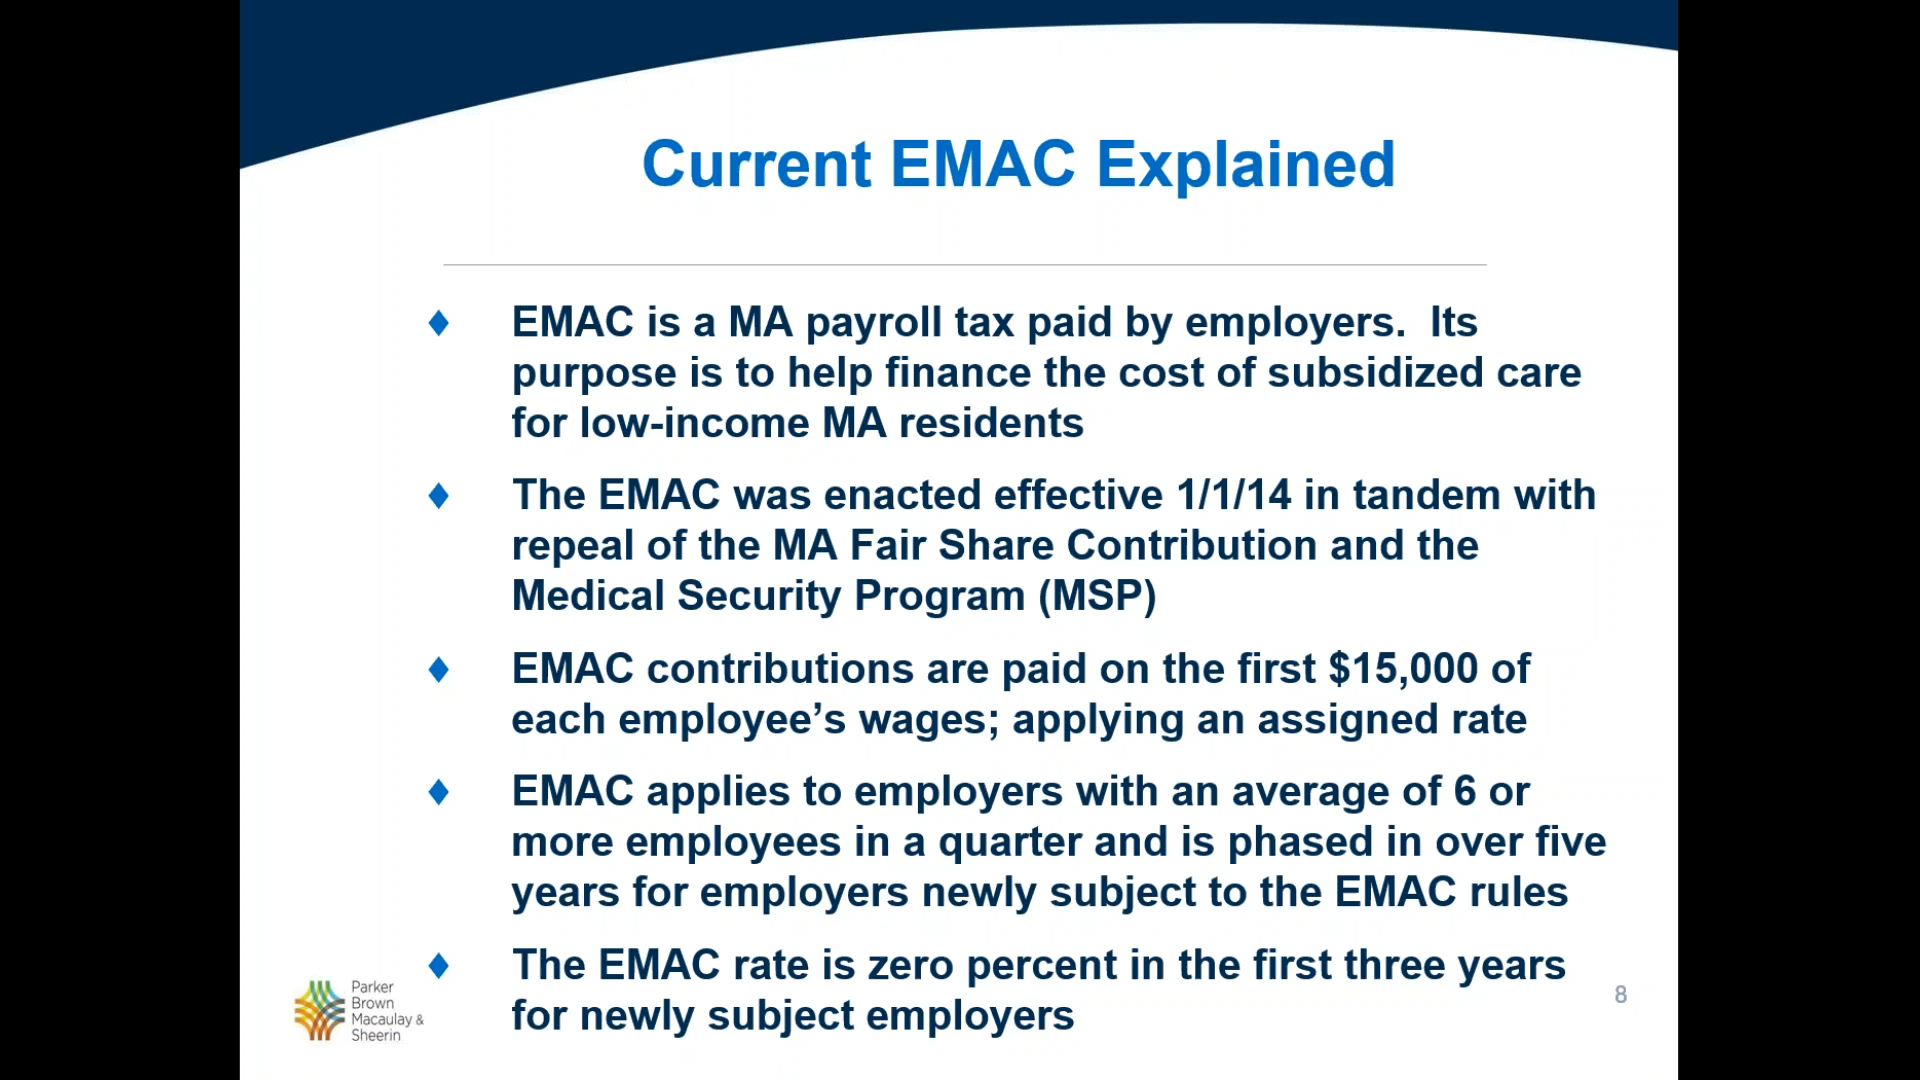 Current EMAC Explained
♦ EMAC is a MA payroll tax paid by employers.  Its
purpose is to help finance the cost of subsidized care
for low-income MA residents
♦ The EMAC was enacted effective 1/1/14 in tandem with
repeal of the MA Fair Share Contribution and the
Medical Security Program (MSP)
♦ EMAC contributions are paid on the first $15,000 of
each employee’s wages; applying an assigned rate
♦ EMAC applies to employers with an average of 6 or
more employees in a quarter and is phased in over five
years for employers newly subject to the EMAC rules
♦ The EMAC rate is zero percent in the first three years
for newly subject employers
Parker
Brown
Macaulay &
Sheerin
8